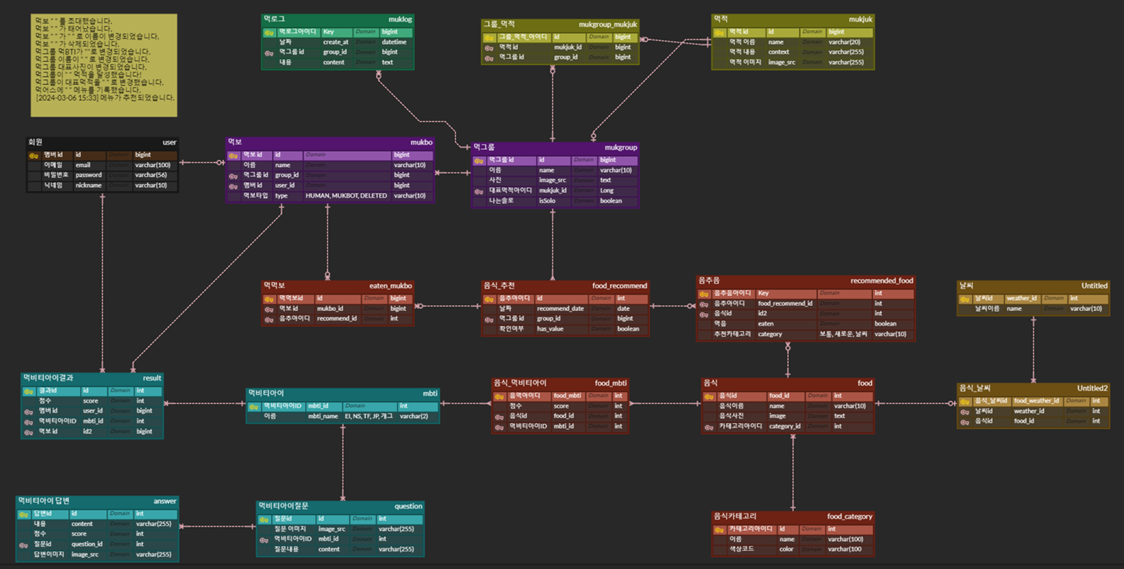 먹보 " "를 초대했습니다.
먹보 " "가 태어났습니다.
먹보 " "가 " "로 이름이 변경되었습니다.
먹보 " "가 삭제되었습니다.
먹그룹 먹BTI가 " "로 변경되었습니다.
먹그룹 이름이 " "로 변경되었습니다.
먹그룹 대표사진이 변경되었습니다.
먹그룹이 " " 먹적을 달성했습니다!
먹그룹이 대표먹적을 " "로 변경했습니다.
먹어스에 " " 메뉴를 기록했습니다.
[2024-03-06 15:33] 메뉴가 추천되었습니다.
먹로그 muklog
먹로그아이디 Key Domain bigint
날짜 create_at Domain datetime
먹그룹 id group_id Domain bigint
내용 content Domain text
그룹_먹적 mukgroup_mukjuk
그룹_먹적_아이디 id Domain bigint
먹적 id mukjuk_id Domain bigint
먹그룹 id group_id Domain bigint
먹적 mukjuk
먹적 id id Domain bigint
먹적 이름 name Domain varchar(20)
먹적 내용 context Domain varchar(255)
먹적 이미지 image_src Domain text
회원 user
멤버 id id Domain bigint
이메일 email Domain varchar(100)
비밀번호 password Domain varchar(56)
닉네임 nickname Domain varchar(10)
먹보 mukbo
먹보 id id Domain bigint
이름 name Domain varchar(10)
먹그룹 id group_id Domain bigint
멤버 id user_id Domain bigint
먹보타입 type HUMAN, MUKBOT, DELETED varchar(10)
먹그룹 mukgroup
먹그룹 id id Domain bigint
이름 name Domain varchar(10)
사진 image_src Domain text
대표먹적아이디 mukjuk_id Domain Long
나는솔로 isSolo Domain boolean
먹먹보 eaten_mukbo
먹먹보id id Domain bigint
먹보 id mukbo_id Domain bigint
음추아이디 recommend_id Domain int
음식_추천 food_recommend
음추아이디 id Domain int
날짜 recommend_date Domain date
먹그룹 id group_id Domain bigint
확인여부 has_value Domain boolean
음추음 recommended_food
음추음아이디 Key Domain int
음추아이디 food_recommend_id Domain int
음식id id2 Domain int
먹음 eaten Domain boolean
추천카테고리 category 보통, 새로운, 날씨 varchar(10)
날씨 Untitled
날씨id weather_id Domain int
날씨이름 name Domain varchar(10)
먹비티아이결과 result
결과id id Domain int
점수 score Domain int
멤버 id user_id Domain bigint
먹비티아이ID mbti_id Domain int
먹보 id id2 Domain bigint
먹비티아이 mbti
먹비티아이ID mbti_id Domain int
이름 mbti_name EI, NS, TF, JP, 개그 varchar(2)
음식_먹비티아이 food_mbti
음먹아이디 food_mbti Domain int
점수 score Domain int
음식id food_id Domain int
먹비티아이ID mbti_id Domain int
음식 food
음식id food_id Domain int
음식이름 name Domain varchar(10)
음식사진 image Domain text
카테고리아이디 category_id Domain int
음식_날씨 Untitled2
음식_날씨id food_weather_id Domain int
날씨id weather_id Domain int
음식id food_id Domain int
먹비티아이답변 answer
답변id id Domain int
내용 content Domain varchar(255)
점수 score Domain int
질문id question_id Domain int
답변이미지 image_src Domain varchar(255)
먹비티아이질문 question
질문id id Domain int
질문 이미지 image_src Domain varchar(255)
먹비티아이ID mbti_id Domain int
질문내용 content Domain varchar(255)
음식카테고리 food_category
카테고리아이디 id Domain int
이름 name Domain varchar(100)
색상코드 color Domain varchar(100